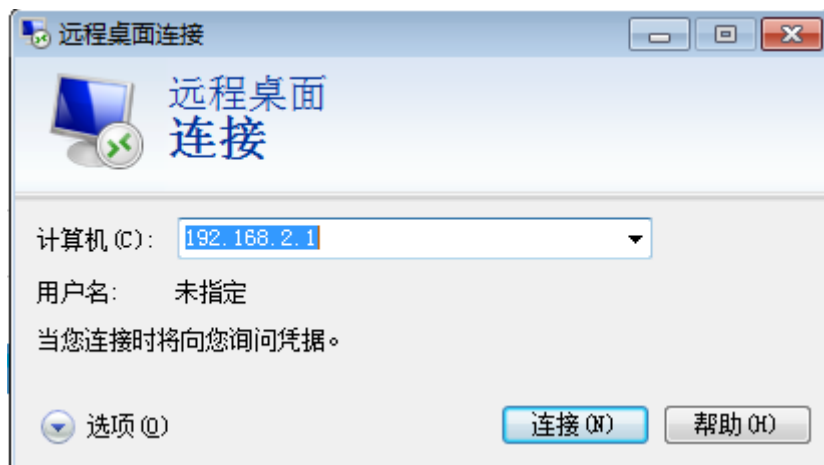 远程桌面连接
远程桌面
连接
计算机(C): 192.168.2.1
用户名: 未指定
当您连接时将向您询问凭据。
选项(O) 连接(N) 帮助(H)